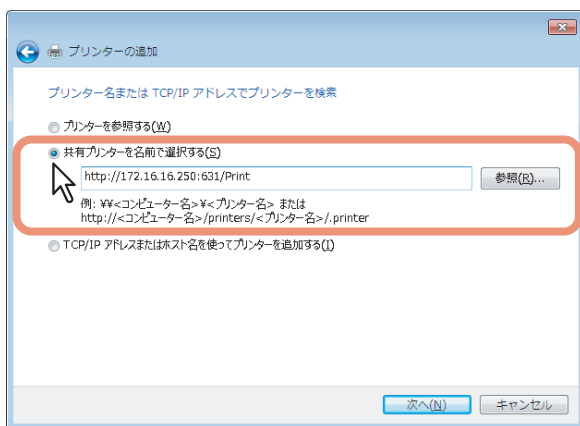 プリンターの追加
プリンター名または TCP/IP アドレスでプリンターを検索
プリンターを参照する(W)
共有プリンターを名前で選択する(S)
http://172.16.16.250:631/Print
参照(R)...
例: ¥¥<コンピューター名>¥<プリンター名> または
http://<コンピューター名>/printers/<プリンター名>/.printer
TCP/IP アドレスまたはホスト名を使ってプリンターを追加する(I)
次へ(N)
キャンセル